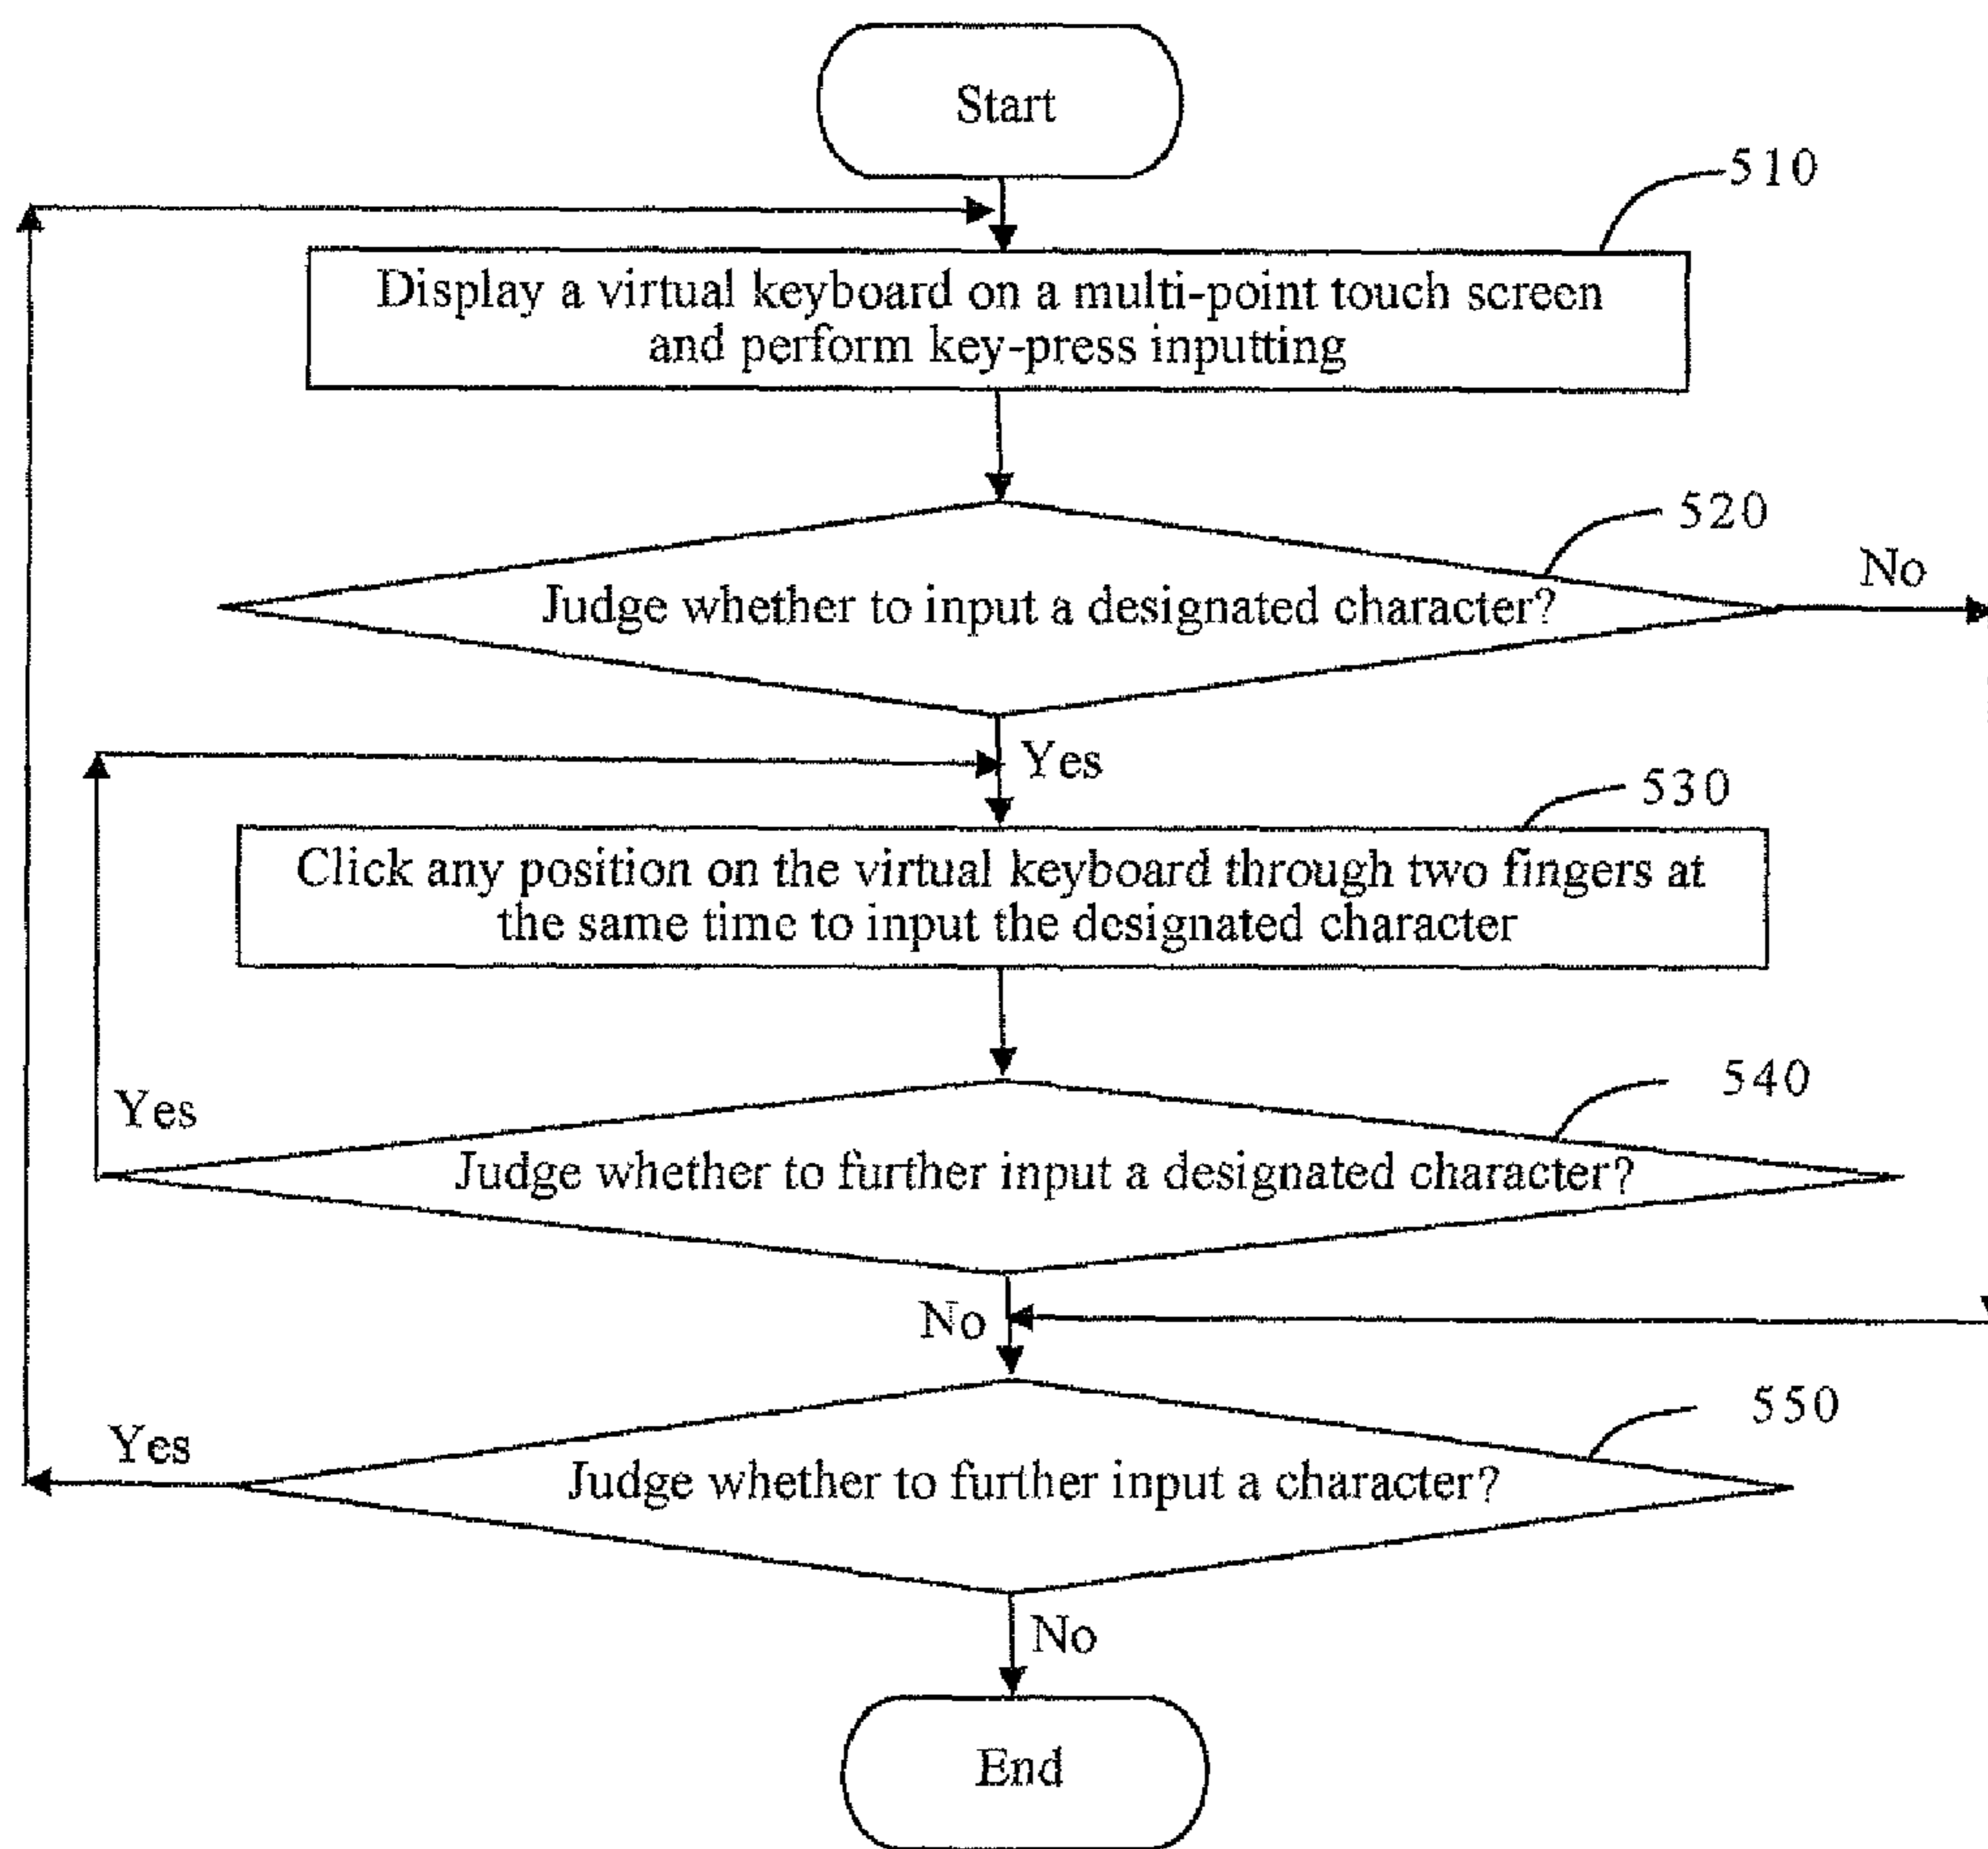 Start
510
Display a virtual keyboard on a multi-point touch screen
and perform key-press inputting
520
No
Judge whether to input a designated character?
Yes
530
Click any position on the virtual keyboard through two fingers at
the same time to input the designated character
540
Yes
Judge whether to further input a designated character?
No
550
Yes
Judge whether to further input a character?
No
End